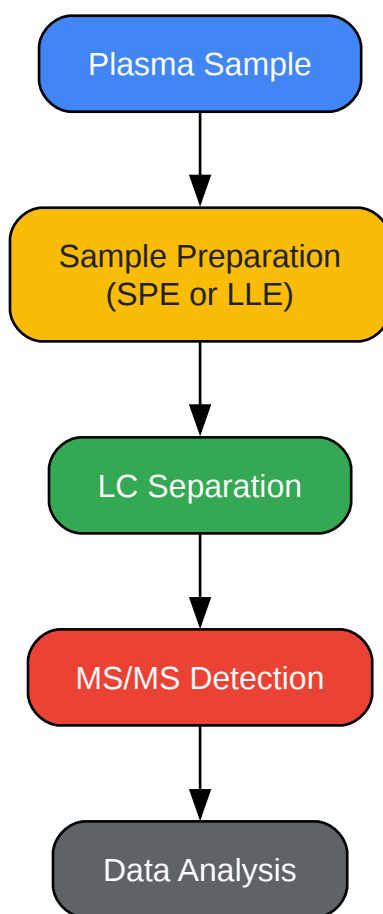 Plasma Sample
Sample Preparation
(SPE or LLE)
LC Separation
MS/MS Detection
Data Analysis